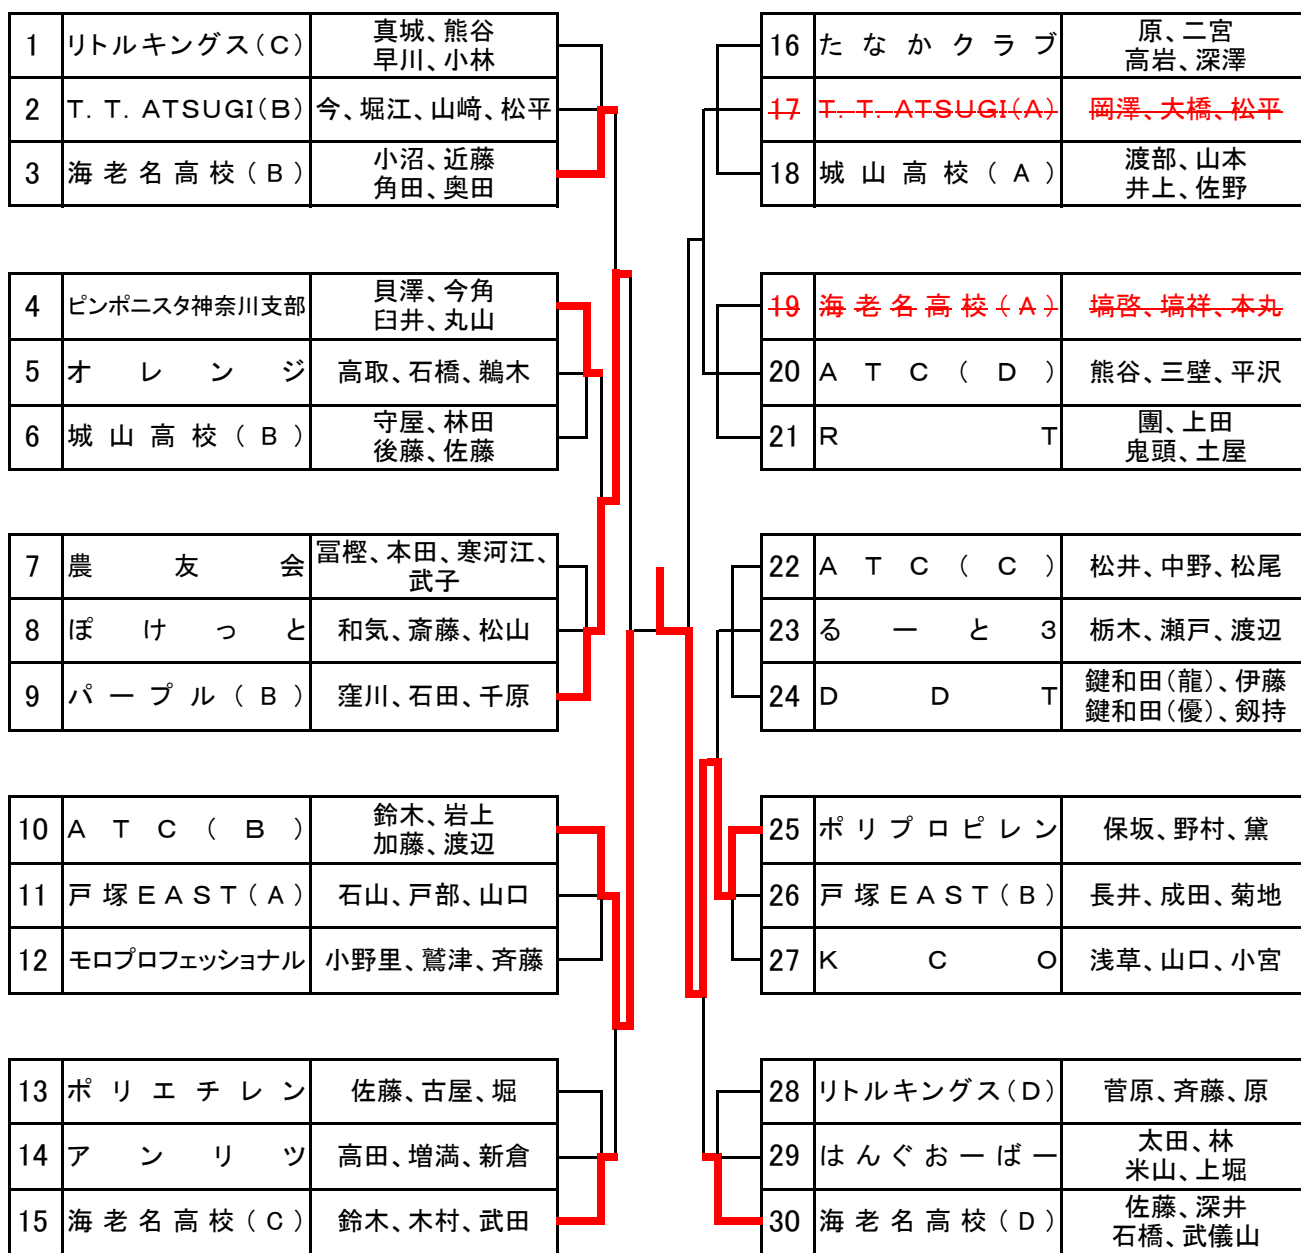 1 リトルキングス(C) 真城、熊谷
早川、小林
2 T.T.ATSUGI(B) 今、堀江、山﨑、松平
3 海老名高校(B) 小沼、近藤
角田、奥田
4 ピンポニスタ神奈川支部 貝澤、今角
臼井、丸山
5 オレンジ 高取、石橋、鵜木
6 城山高校(B) 守屋、林田
後藤、佐藤
7 農友会 冨樫、本田、寒河江、
武子
8 ぽけっと 和気、斎藤、松山
9 パープル(B) 窪川、石田、千原
10 ATC(B) 鈴木、岩上
加藤、渡辺
11 戸塚EAST(A) 石山、戸部、山口
12 モロプロフェッショナル 小野里、鷲津、斉藤
13 ポリエチレン 佐藤、古屋、堀
14 アンリツ 高田、増満、新倉
15 海老名高校(C) 鈴木、木村、武田
16 たなかクラブ 原、二宮
高岩、深澤
17 T.T.ATSUGI(A) 岡澤、大橋、松平
18 城山高校(A) 渡部、山本
井上、佐野
19 海老名高校(A) 塙啓、塙祥、本丸
20 ATC(D) 熊谷、三壁、平沢
21 RT 團、上田
鬼頭、土屋
22 ATC(C) 松井、中野、松尾
23 るーと3 栃木、瀬戸、渡辺
24 DDT 鍵和田(龍)、伊藤
鍵和田(優)、剱持
25 ポリプロピレン 保坂、野村、黛
26 戸塚EAST(B) 長井、成田、菊地
27 KCO 浅草、山口、小宮
28 リトルキングス(D) 菅原、斉藤、原
29 はんぐおーばー 太田、林
米山、上堀
30 海老名高校(D) 佐藤、深井
石橋、武儀山